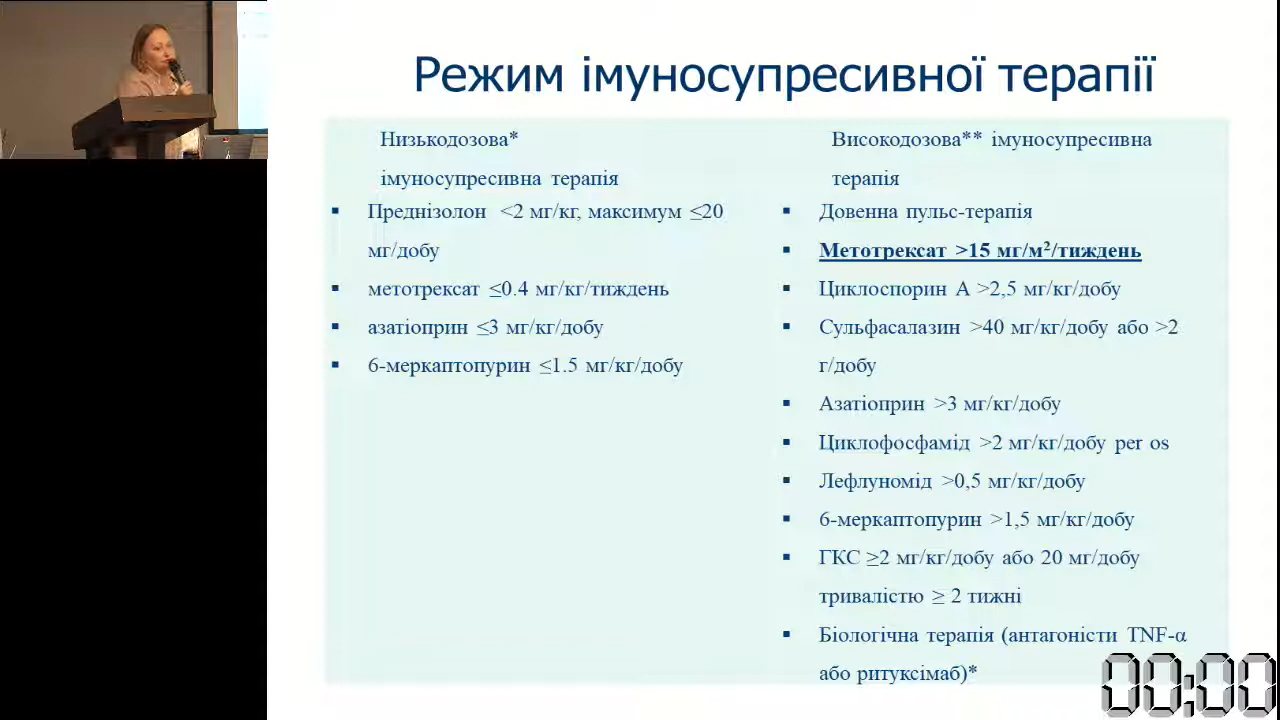 Режим імуносупресивної терапії
Низькодозова*
імуносупресивна терапія
▪ Преднізолон <2 мг/кг, максимум ≤20
мг/добу
▪ метотрексат ≤0.4 мг/кг/тиждень
▪ азатіоприн ≤3 мг/кг/добу
▪ 6-меркаптопурин ≤1.5 мг/кг/добу
Високодозова** імуносупресивна
терапія
▪ Довенна пульс-терапія
▪ Метотрексат >15 мг/м²/тиждень
▪ Циклоспорин А >2,5 мг/кг/добу
▪ Сульфасалазин >40 мг/кг/добу або >2
г/добу
▪ Азатіоприн >3 мг/кг/добу
▪ Циклофосфамід >2 мг/кг/добу per os
▪ Лефлуномід >0,5 мг/кг/добу
▪ 6-меркаптопурин >1,5 мг/кг/добу
▪ ГКС ≥2 мг/кг/добу або 20 мг/добу
тривалістю ≥ 2 тижні
▪ Біологічна терапія (антагоністи TNF-α
або ритуксімаб)*
00:00